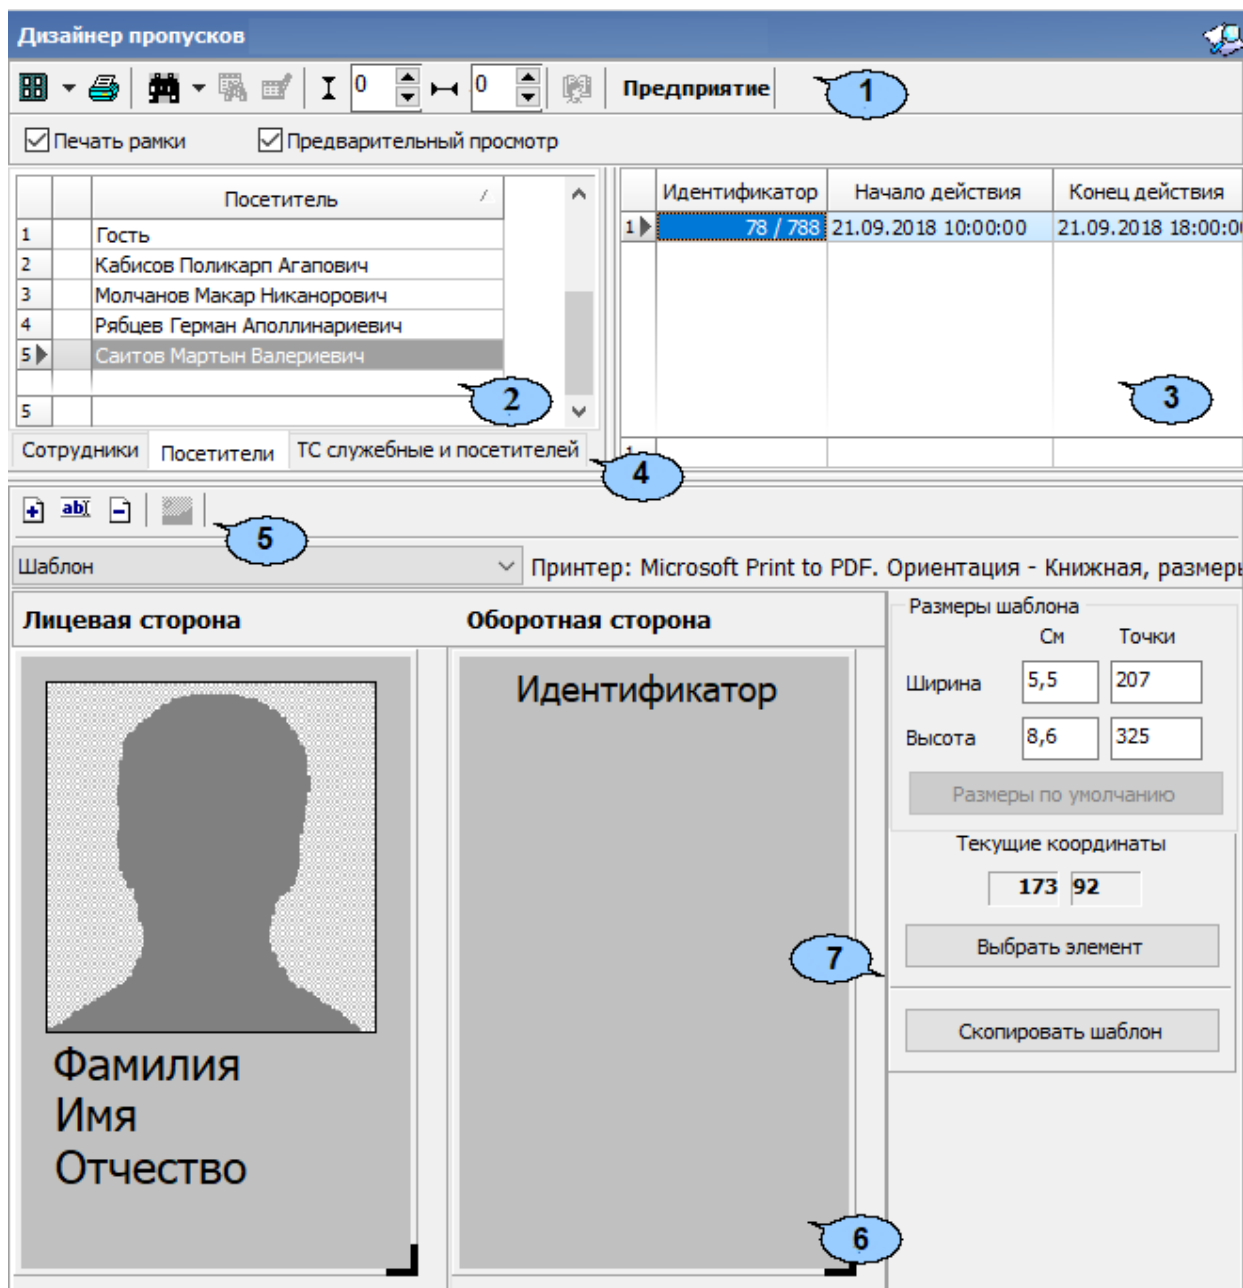 Дизайнер пропусков
0 0 Предприятие 1
Печать рамки Предварительный просмотр
Посетитель
1 Гость
2 Кабисов Поликарп Агапович
3 Молчанов Макар Никанорович
4 Рябцев Герман Аполлинариевич
5 Саитов Мартын Валериевич
5
2
Сотрудники Посетители ТС служебные и посетителей
4
Идентификатор Начало действия Конец действия
1 78 / 788 21.09.2018 10:00:00 21.09.2018 18:00:0
3
abI
5
Шаблон Принтер: Microsoft Print to PDF. Ориентация - Книжная, размеры
Лицевая сторона Оборотная сторона
Фамилия
Имя
Отчество
Идентификатор
6
Размеры шаблона
См Точки
Ширина 5,5 207
Высота 8,6 325
Размеры по умолчанию
Текущие координаты
173 92
Выбрать элемент
7
Скопировать шаблон